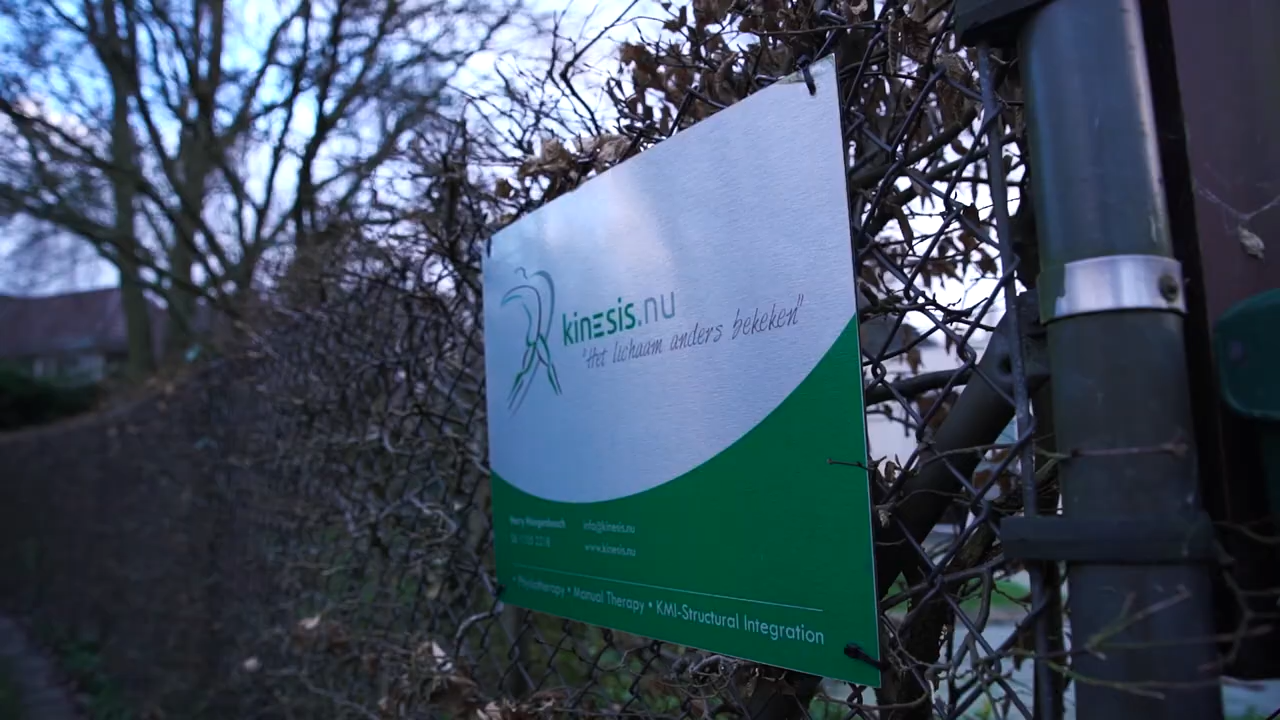 kinesis.nu
"Het lichaam anders bekeken"
info@kinesis.nu
www.kinesis.nu
• Physiotherapy • Manual Therapy • KMI-Structural Integration